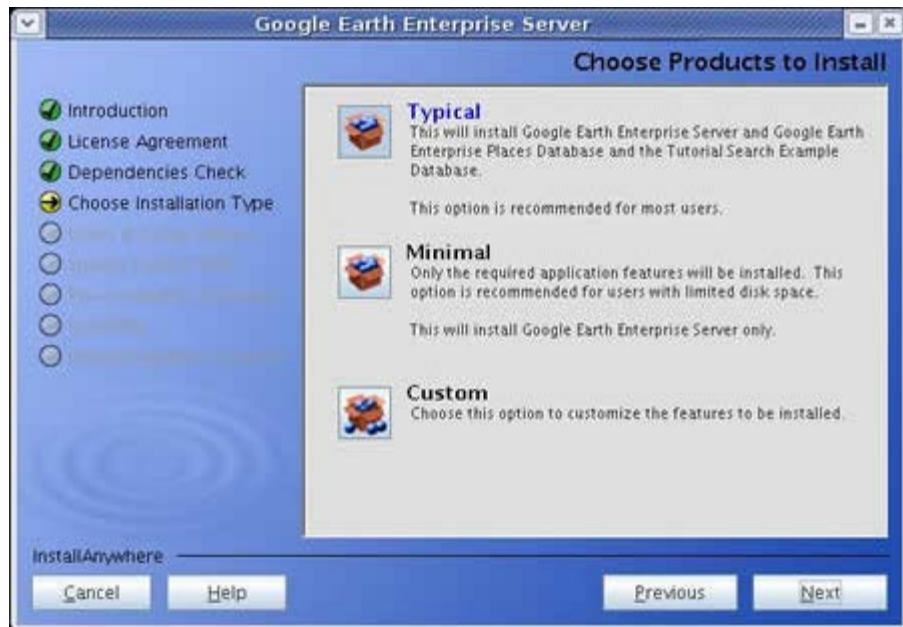 Google Earth Enterprise Server
Choose Products to Install
Introduction
License Agreement
Dependencies Check
Choose Installation Type
Typical
This will install Google Earth Enterprise Server and Google Earth
Enterprise Places Database and the Tutorial Search Example
Database.
This option is recommended for most users.
Minimal
Only the required application features will be installed. This
option is recommended for users with limited disk space.
This will install Google Earth Enterprise Server only.
Custom
Choose this option to customize the features to be installed.
InstallAnywhere
Cancel
Help
Previous
Next